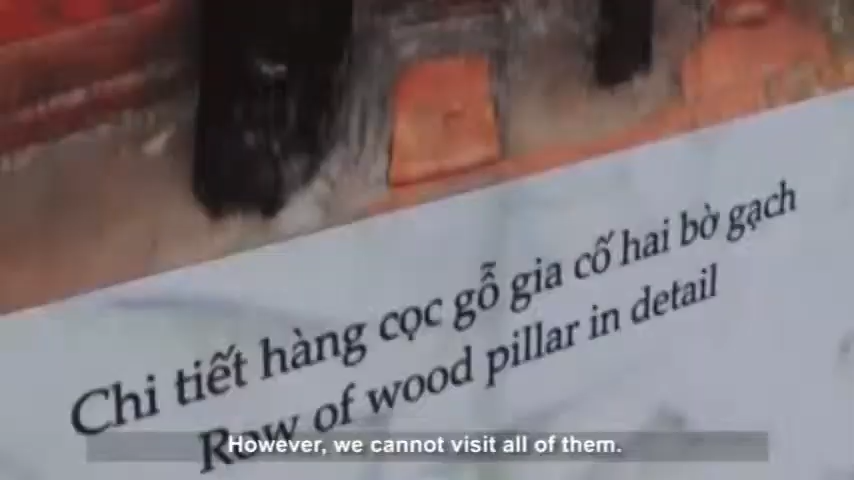 Chi tiết hàng cọc gỗ gia cố hai bờ gạch
Row of wood pillar in detail
However, we cannot visit all of them.